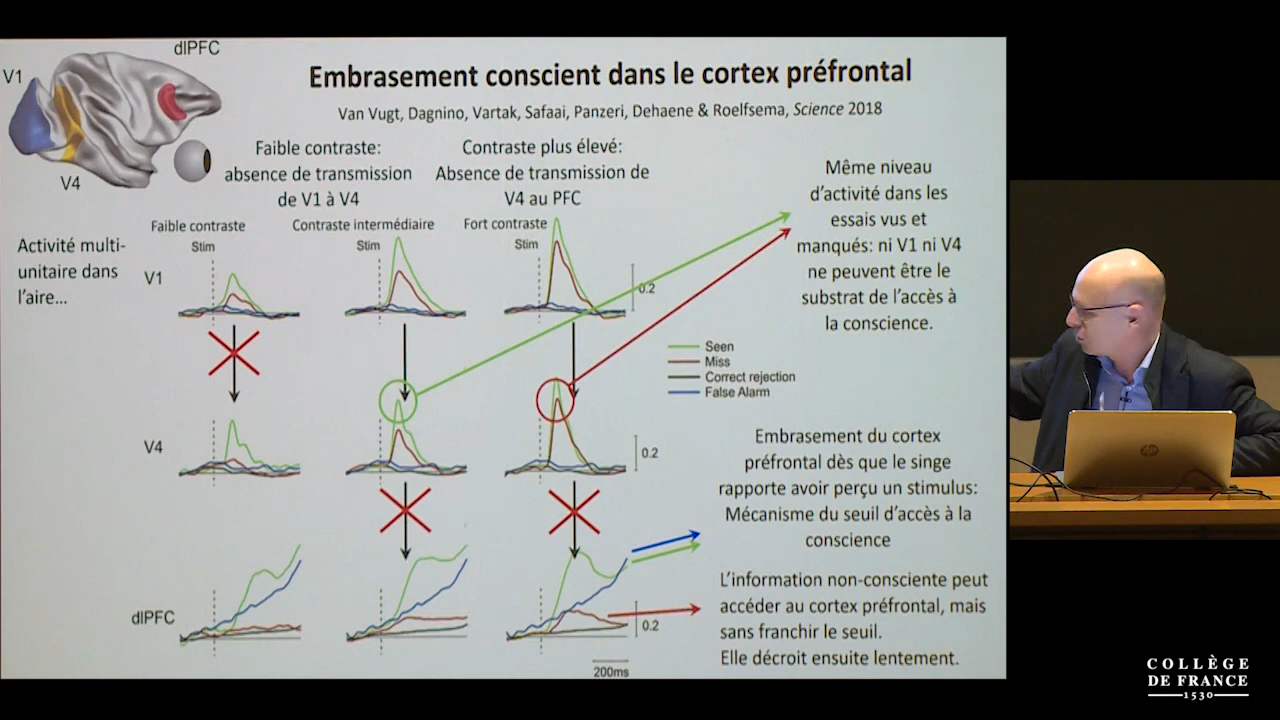 dlPFC
V1
V4
Embrasement conscient dans le cortex préfrontal
Van Vugt, Dagnino, Vartak, Safaai, Panzeri, Dehaene & Roelfsema, Science 2018
Faible contraste:
absence de transmission
de V1 à V4
Contraste plus élevé:
Absence de transmission de
V4 au PFC
Même niveau
d'activité dans les
essais vus et
manqués: ni V1 ni V4
ne peuvent être le
substrat de l'accès à
la conscience.
Activité multi-
unitaire dans
l'aire...
Faible contraste
Stim
Contraste intermédiaire
Stim
Fort contraste
Stim
V1
0.2
Seen
Miss
Correct rejection
False Alarm
V4
0.2
Embrasement du cortex
préfrontal dès que le singe
rapporte avoir perçu un stimulus:
Mécanisme du seuil d'accès à la
conscience
dlPFC
0.2
200ms
L'information non-consciente peut
accéder au cortex préfrontal, mais
sans franchir le seuil.
Elle décroit ensuite lentement.
hp
COLLÈGE
DE FRANCE
1530